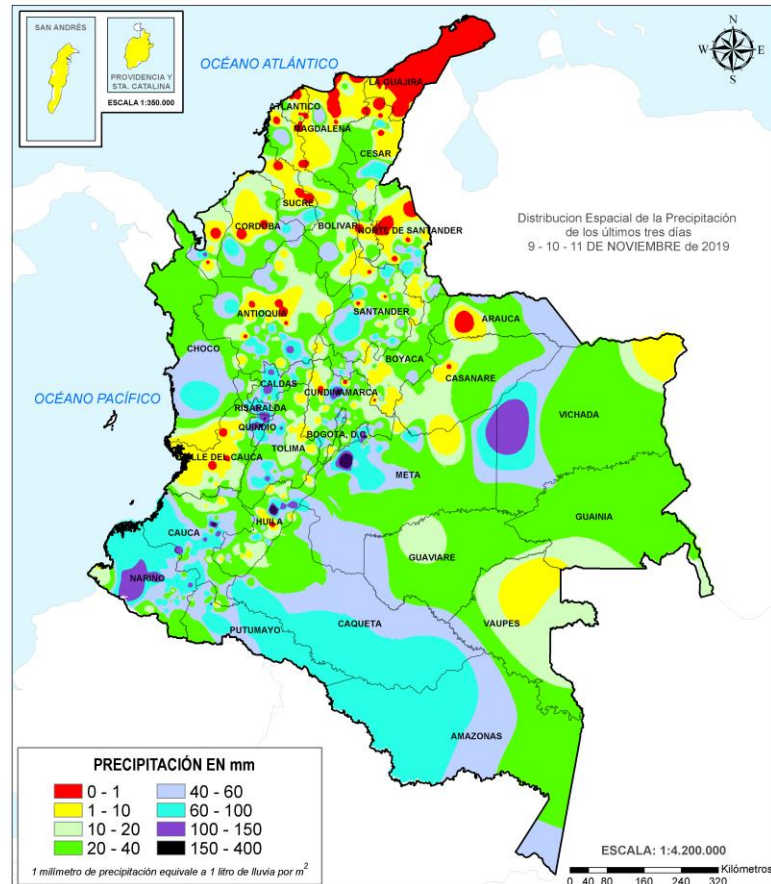 SAN ANDRÉS
PROVIDENCIA Y
STA. CATALINA
ESCALA 1:350.000
OCÉANO ATLÁNTICO
N
W
E
S
LA GUAJIRA
ATLANTICO
MAGDALENA
CESAR
SUCRE
CORDOBA
BOLIVAR
NORTE DE SANTANDER
Distribucion Espacial de la Precipitación
de los últimos tres días
9 - 10 - 11 DE NOVIEMBRE de 2019
ANTIOQUIA
SANTANDER
ARAUCA
CHOCO
BOYACA
CASANARE
OCÉANO PACÍFICO
CALDAS
CUNDINAMARCA
RISARALDA
VICHADA
QUINDIO
BOGOTA, D.C.
TOLIMA
VALLE DEL CAUCA
META
GUAINIA
HUILA
CAUCA
GUAVIARE
NARIÑO
VAUPES
CAQUETA
PUTUMAYO
AMAZONAS
PRECIPITACIÓN EN mm
0 - 1
40 - 60
1 - 10
60 - 100
10 - 20
100 - 150
20 - 40
150 - 400
1 milímetro de precipitación equivale a 1 litro de lluvia por m²
ESCALA: 1:4.200.000
Kilómetros
0 40 80 160 240 320